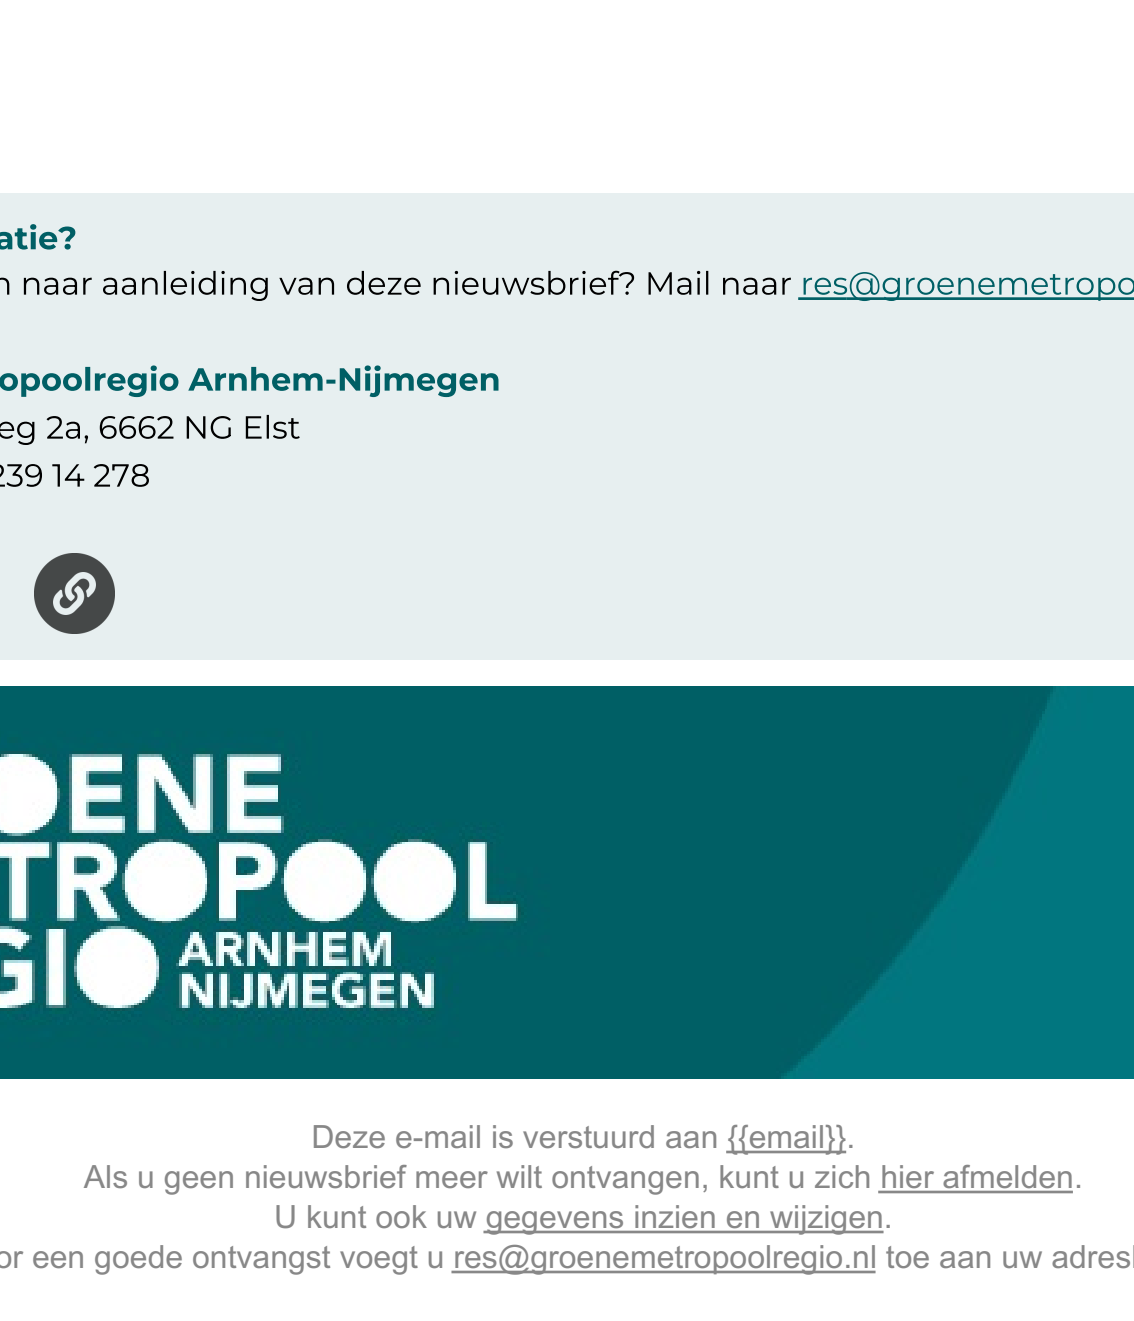 atie?
n naar aanleiding van deze nieuwsbrief? Mail naar res@groenemetropo
opoolregio Arnhem-Nijmegen
eg 2a, 6662 NG Elst
239 14 278
OENE
TROPOOL
GIO ARNHEM
NIJMEGEN
Deze e-mail is verstuurd aan {{email}}.
Als u geen nieuwsbrief meer wilt ontvangen, kunt u zich hier afmelden.
U kunt ook uw gegevens inzien en wijzigen.
or een goede ontvangst voegt u res@groenemetropoolregio.nl toe aan uw adres